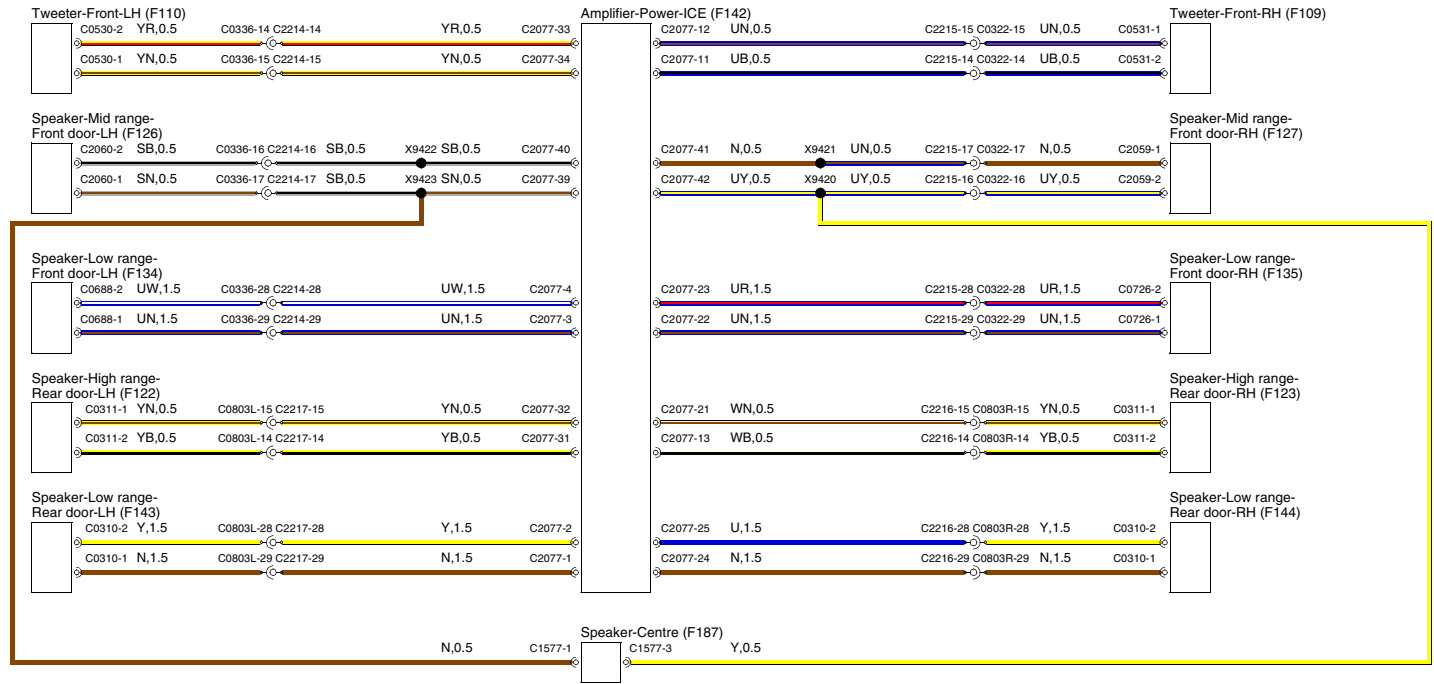 Tweeter-Front-LH (F110)
Amplifier-Power-ICE (F142)
Tweeter-Front-RH (F109)
C0530-2 YR,0.5 C0336-14 C2214-14 YR,0.5 C2077-33
C2077-12 UN,0.5 C2215-15 C0322-15 UN,0.5 C0531-1
C0530-1 YN,0.5 C0336-15 C2214-15 YN,0.5 C2077-34
C2077-11 UB,0.5 C2215-14 C0322-14 UB,0.5 C0531-2
Speaker-Mid range-
Front door-LH (F126)
Speaker-Mid range-
Front door-RH (F127)
C2060-2 SB,0.5 C0336-16 C2214-16 SB,0.5 X9422 SB,0.5 C2077-40
C2077-41 N,0.5 X9421 UN,0.5 C2215-17 C0322-17 N,0.5 C2059-1
C2060-1 SN,0.5 C0336-17 C2214-17 SB,0.5 X9423 SN,0.5 C2077-39
C2077-42 UY,0.5 X9420 UY,0.5 C2215-16 C0322-16 UY,0.5 C2059-2
Speaker-Low range-
Front door-LH (F134)
Speaker-Low range-
Front door-RH (F135)
C0688-2 UW,1.5 C0336-28 C2214-28 UW,1.5 C2077-4
C2077-23 UR,1.5 C2215-28 C0322-28 UR,1.5 C0726-2
C0688-1 UN,1.5 C0336-29 C2214-29 UN,1.5 C2077-3
C2077-22 UN,1.5 C2215-29 C0322-29 UN,1.5 C0726-1
Speaker-High range-
Rear door-LH (F122)
Speaker-High range-
Rear door-RH (F123)
C0311-1 YN,0.5 C0803L-15 C2217-15 YN,0.5 C2077-32
C2077-21 WN,0.5 C2216-15 C0803R-15 YN,0.5 C0311-1
C0311-2 YB,0.5 C0803L-14 C2217-14 YB,0.5 C2077-31
C2077-13 WB,0.5 C2216-14 C0803R-14 YB,0.5 C0311-2
Speaker-Low range-
Rear door-LH (F143)
Speaker-Low range-
Rear door-RH (F144)
C0310-2 Y,1.5 C0803L-28 C2217-28 Y,1.5 C2077-2
C2077-25 U,1.5 C2216-28 C0803R-28 Y,1.5 C0310-2
C0310-1 N,1.5 C0803L-29 C2217-29 N,1.5 C2077-1
C2077-24 N,1.5 C2216-29 C0803R-29 N,1.5 C0310-1
Speaker-Centre (F187)
N,0.5 C1577-1 C1577-3 Y,0.5